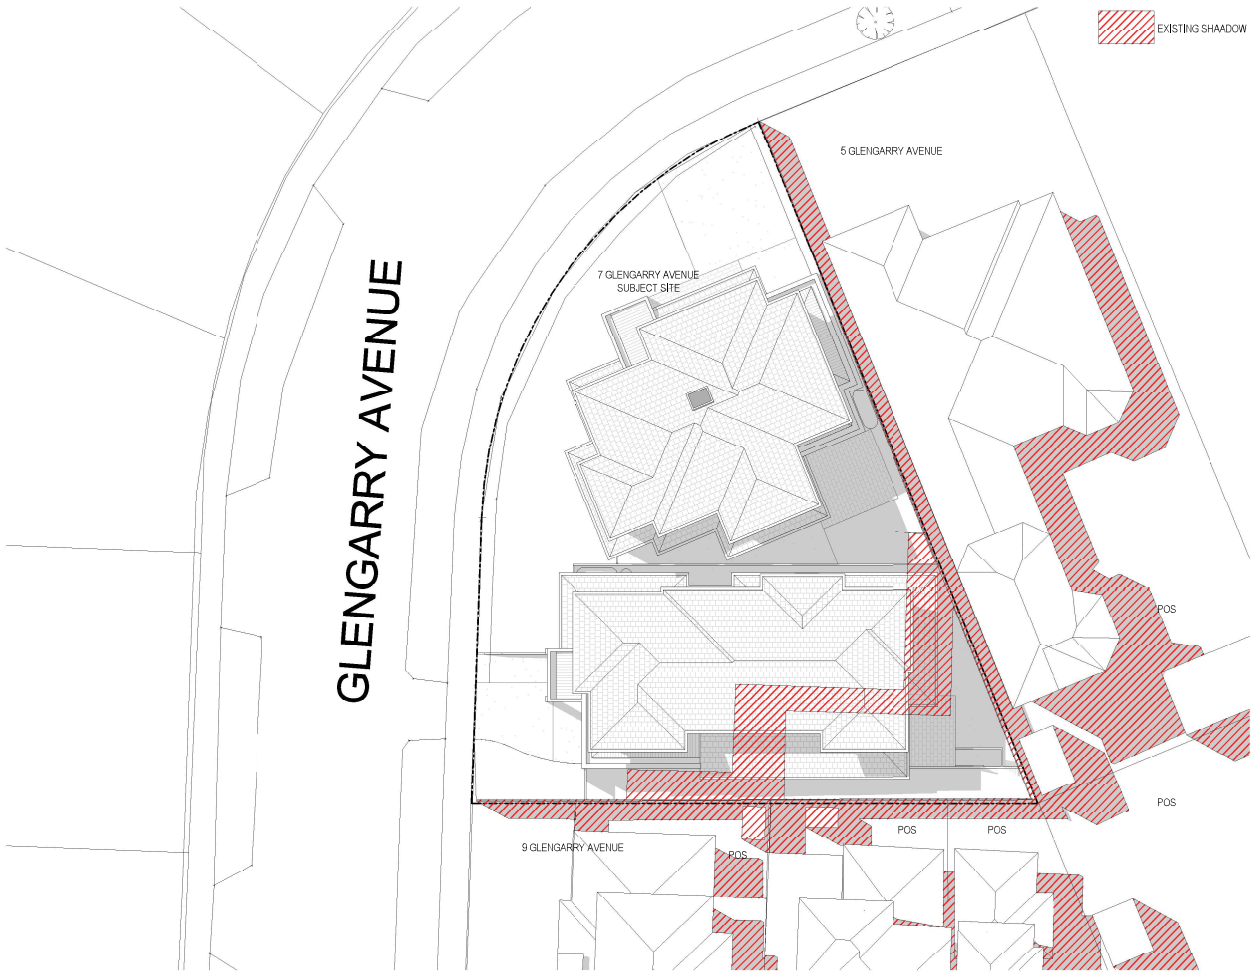 EXISTING SHAADOW
5 GLENGARRY AVENUE
7 GLENGARRY AVENUE
SUBJECT SITE
GLENGARRY AVENUE
POS
POS
POS
POS
9 GLENGARRY AVENUE
POS